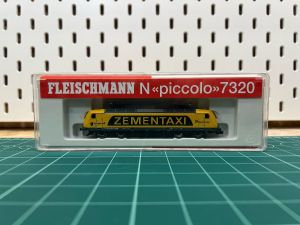 FLEISCHMANN N «piccolo» 7320
ZEMENTAXI